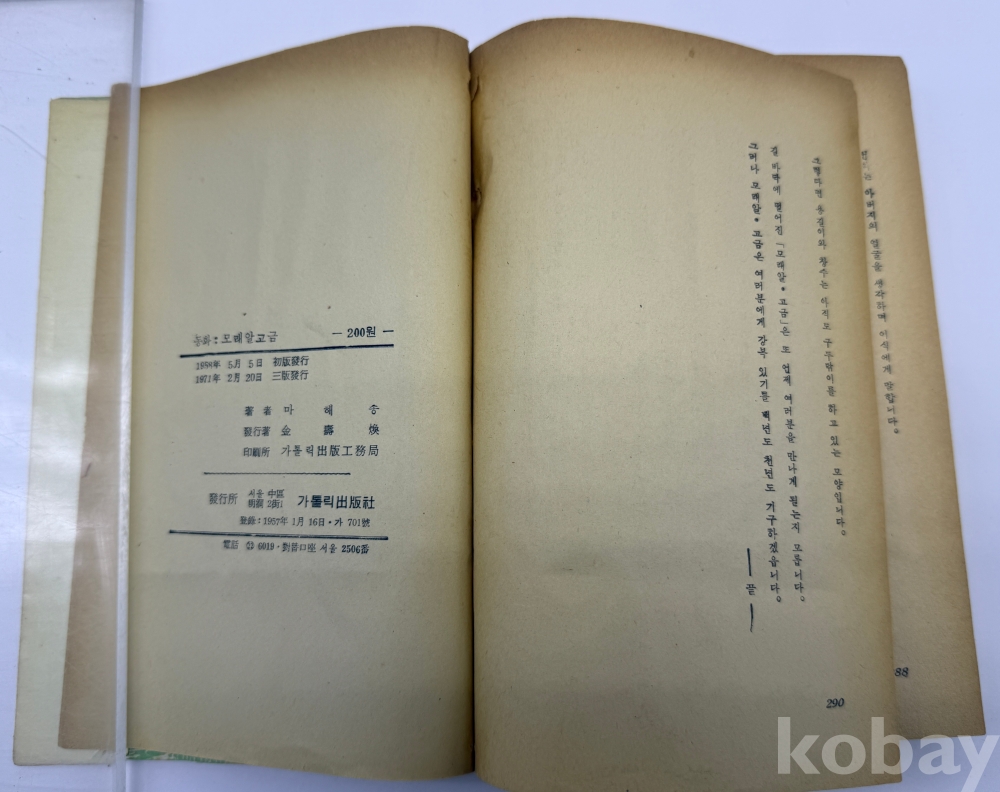 동화: 모래알고금 — 200원 —
1958年 5月 5日 初版發行
1971年 2月 20日 三版發行
著者 마해송
發行著 金壽煥
印刷所 가톨릭出版工務局
發行所 서울 中區 明洞 2街1 가톨릭出版社
登錄: 1957年 1月 16日·가 701號
電話 ㉓ 6019·對替口座 서울 2506番
아버지의 얼굴을 생각하며 이식에게 말합니다。
88
그렇다면 용길이와 창수는 아직도 구두닦이를 하고 있는 모양입니다。
길 바닥에 떨어진 「모래알•고금」은 또 언제 여러분을 만나게 될는지 모릅니다。
그러나 모래알•고금은 여러분에게 강복 있기를 백년도 천년도 기구하겠읍니다。
— 끝 —
290
kobay